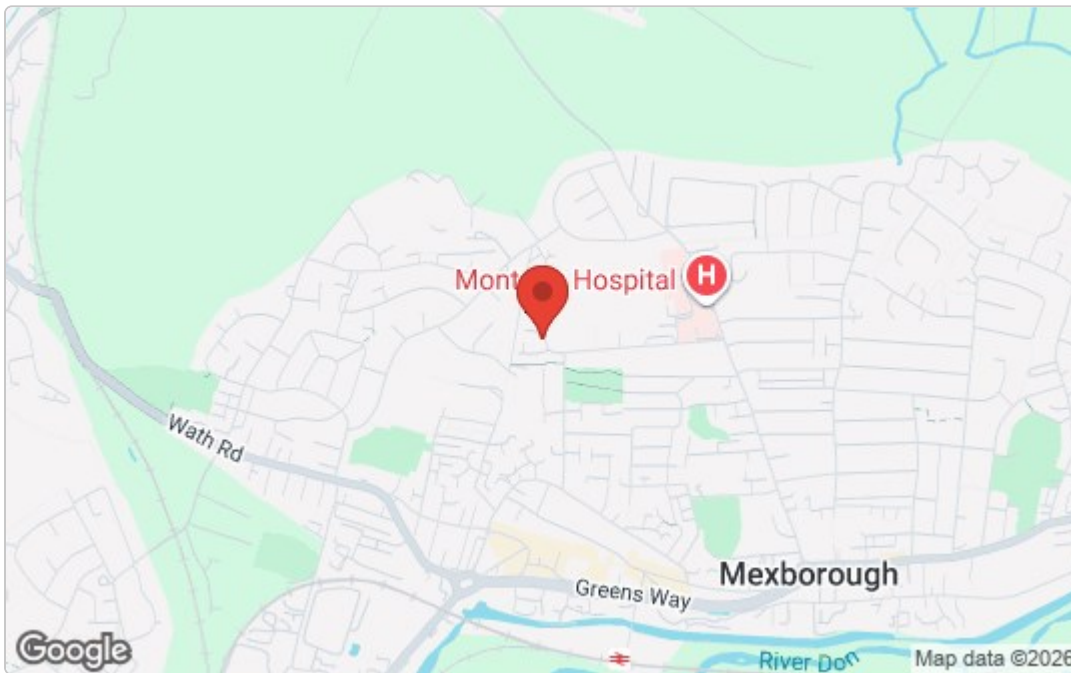 Hospital
H
Wath Rd
Mexborough
Greens Way
River Don
Google
Map data ©2026